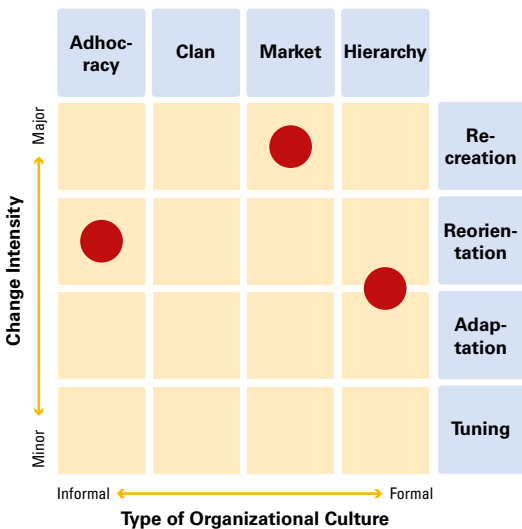 Adhoc-
racy
Clan
Market
Hierarchy
Major
Change Intensity
Minor
Re-
creation
Reorien-
tation
Adap-
tation
Tuning
Informal
Formal
Type of Organizational Culture